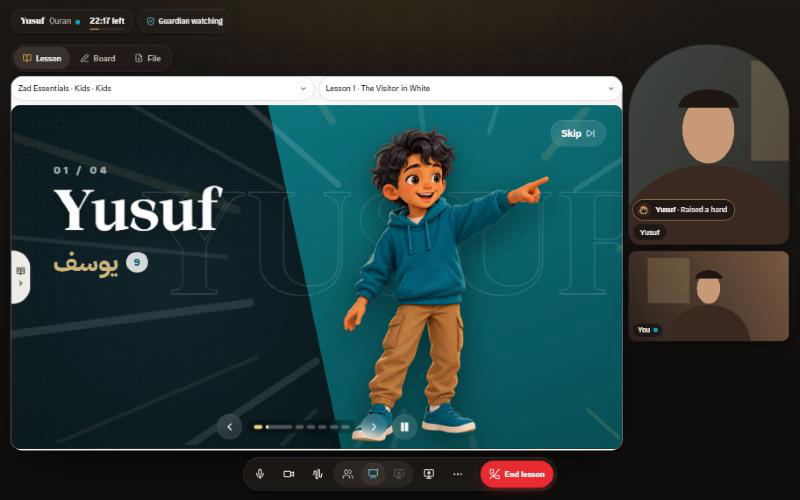 Yusuf Quran 22:17 left Guardian watching
Lesson Board File
Zad Essentials · Kids · Kids
Lesson 1 · The Visitor in White
Skip
01 / 04
Yusuf
يوسف 9
YUSUF
Yusuf · Raised a hand
Yusuf
You
End lesson